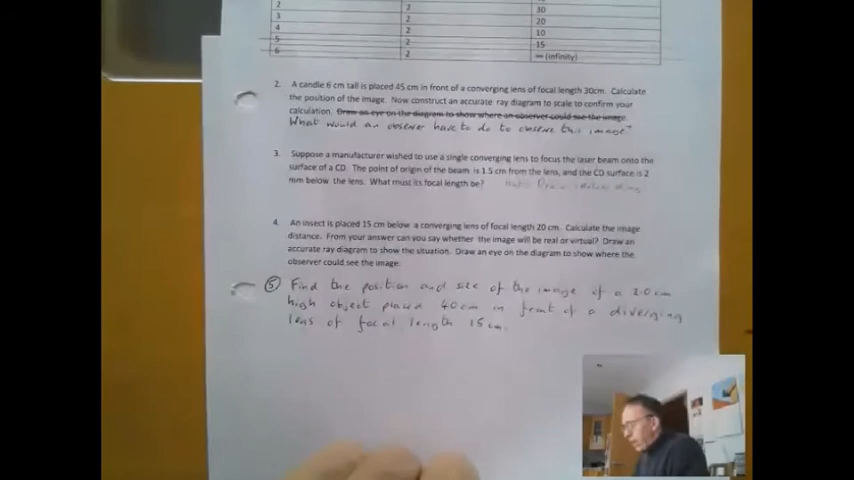 2 2 30
3 2 20
4 2 10
5 2 15
6 2 ∞ (infinity)
2. A candle 6 cm tall is placed 45 cm in front of a converging lens of focal length 30cm. Calculate
the position of the image. Now construct an accurate ray diagram to scale to confirm your
calculation. Draw an eye on the diagram to show where an observer could see the image.
What would an observer have to do to observe this image?
3. Suppose a manufacturer wished to use a single converging lens to focus the laser beam onto the
surface of a CD. The point of origin of the beam is 1.5 cm from the lens, and the CD surface is 2
mm below the lens. What must its focal length be?
4. An insect is placed 15 cm below a converging lens of focal length 20 cm. Calculate the image
distance. From your answer can you say whether the image will be real or virtual? Draw an
accurate ray diagram to show the situation. Draw an eye on the diagram to show where the
observer could see the image.
5 Find the position and size of the image of a 2.0 cm
high object placed 40 cm in front of a diverging
lens of focal length 15 cm.